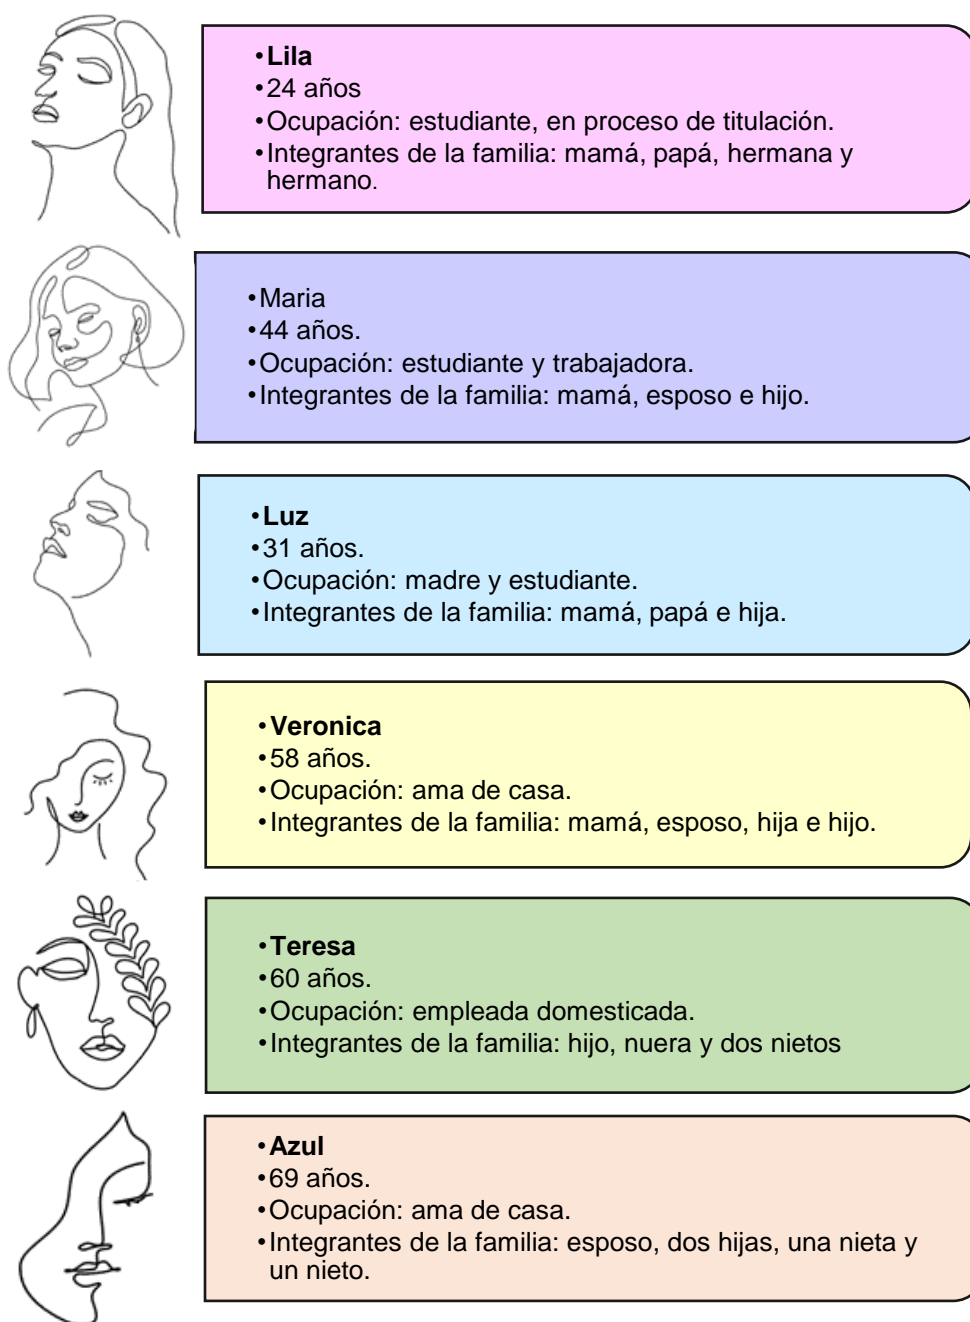 •Lila
•24 años
•Ocupación: estudiante, en proceso de titulación.
•Integrantes de la familia: mamá, papá, hermana y
hermano.
•Maria
•44 años.
•Ocupación: estudiante y trabajadora.
•Integrantes de la familia: mamá, esposo e hijo.
•Luz
•31 años.
•Ocupación: madre y estudiante.
•Integrantes de la familia: mamá, papá e hija.
•Veronica
•58 años.
•Ocupación: ama de casa.
•Integrantes de la familia: mamá, esposo, hija e hijo.
•Teresa
•60 años.
•Ocupación: empleada domesticada.
•Integrantes de la familia: hijo, nuera y dos nietos
•Azul
•69 años.
•Ocupación: ama de casa.
•Integrantes de la familia: esposo, dos hijas, una nieta y
un nieto.